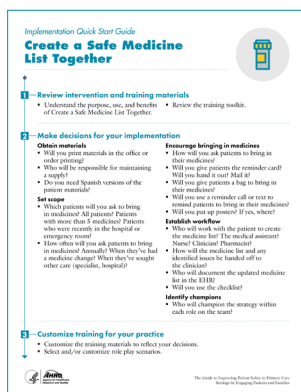 Implementation Quick Start Guide
Create a Safe Medicine
List Together
1 Review intervention and training materials
• Understand the purpose, use, and benefits
of Create a Safe Medicine List Together.
• Review the training toolkit.
2 Make decisions for your implementation
Obtain materials
• Will you print materials in the office or
order printing?
• Who will be responsible for maintaining
a supply?
• Do you need Spanish versions of the
patient materials?
Set scope
• Which patients will you ask to bring
in medicines? All patients? Patients
with more than 5 medicines? Patients
who were recently in the hospital or
emergency room?
• How often will you ask patients to bring
in medicines? Annually? When they've had
a medicine change? When they've sought
other care (specialist, hospital)?
Encourage bringing in medicines
• How will you ask patients to bring in
their medicines?
• Will you give patients the reminder card?
Will you hand it out? Mail it?
• Will you give patients a bag to bring in
their medicines?
• Will you use a reminder call or text to
remind patients to bring in their medicines?
• Will you put up posters? If yes, where?
Establish workflow
• Who will work with the patient to create
the medicine list? The medical assistant?
Nurse? Clinician? Pharmacist?
• How will the medicine list and any
identified issues be handed off to
the clinician?
• Who will document the updated medicine
list in the EHR?
• Will you use the checklist?
Identify champions
• Who will champion the strategy within
each role on the team?
3 Customize training for your practice
• Customize the training materials to reflect your decisions.
• Select and/or customize role play scenarios.
AHRQ
Agency for Healthcare
Research and Quality
The Guide to Improving Patient Safety in Primary Care
Settings by Engaging Patients and Families